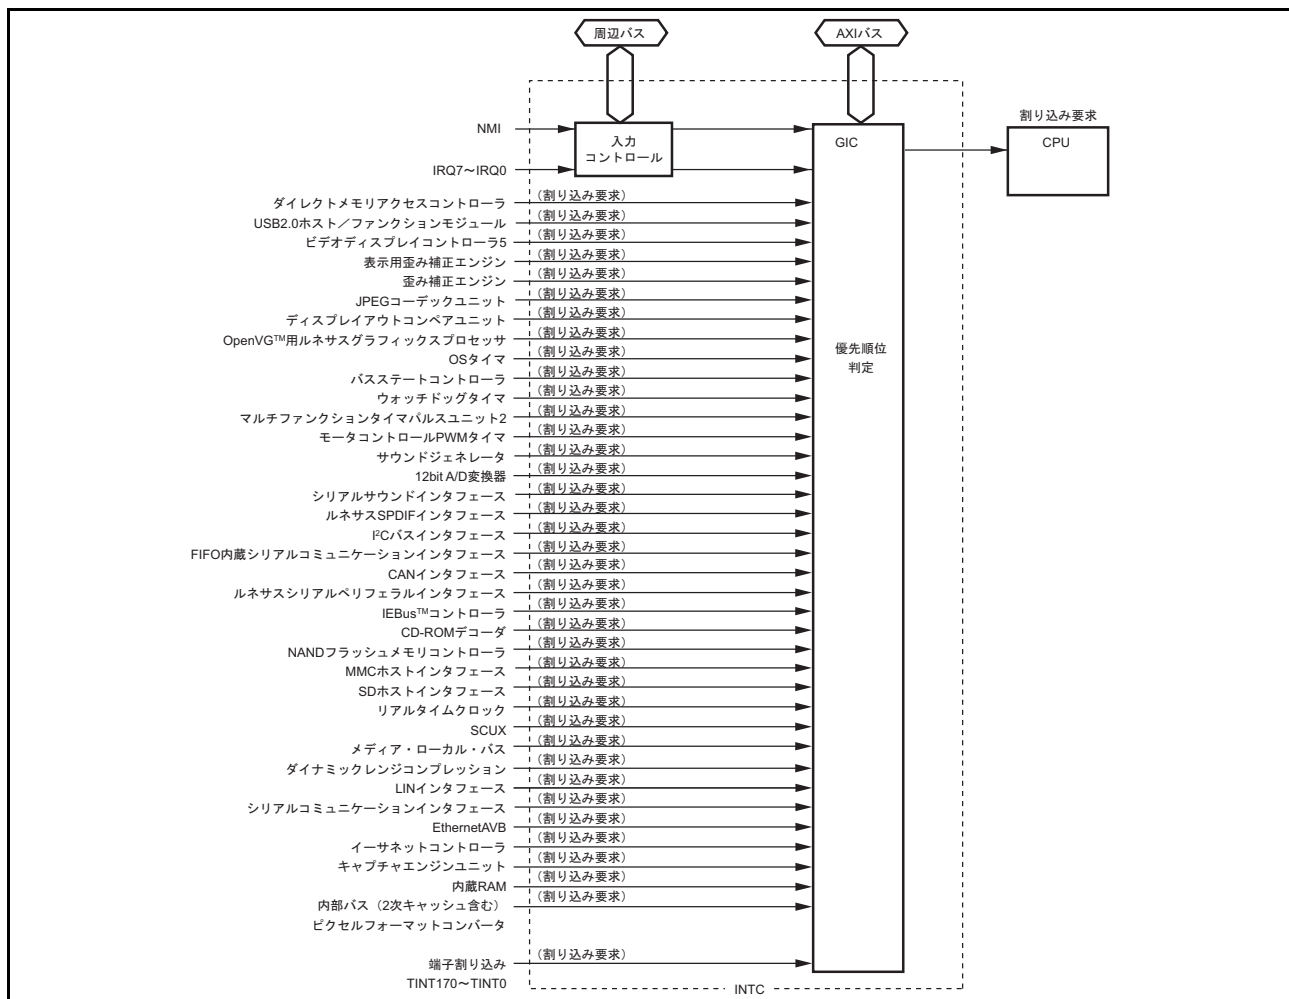 周辺バス
AXIバス
割り込み要求
NMI
入力
コントロール
GIC
CPU
IRQ7～IRQ0
ダイレクトメモリアクセスコントローラ (割り込み要求)
USB2.0ホスト／ファンクションモジュール (割り込み要求)
ビデオディスプレイコントローラ5 (割り込み要求)
表示用歪み補正エンジン (割り込み要求)
歪み補正エンジン (割り込み要求)
JPEGコーデックユニット (割り込み要求)
ディスプレイアウトコンペアユニット (割り込み要求)
OpenVG™用ルネサスグラフィックスプロセッサ (割り込み要求)
優先順位
判定
OSタイマ (割り込み要求)
バスステートコントローラ (割り込み要求)
ウォッチドッグタイマ (割り込み要求)
マルチファンクションタイマパルスユニット2 (割り込み要求)
モータコントロールPWMタイマ (割り込み要求)
サウンドジェネレータ (割り込み要求)
12bit A/D変換器 (割り込み要求)
シリアルサウンドインタフェース (割り込み要求)
ルネサスSPDIFインタフェース (割り込み要求)
I²Cバスインタフェース (割り込み要求)
FIFO内蔵シリアルコミュニケーションインタフェース (割り込み要求)
CANインタフェース (割り込み要求)
ルネサスシリアルペリフェラルインタフェース (割り込み要求)
IEBus™コントローラ (割り込み要求)
CD-ROMデコーダ (割り込み要求)
NANDフラッシュメモリコントローラ (割り込み要求)
MMCホストインタフェース (割り込み要求)
SDホストインタフェース (割り込み要求)
リアルタイムクロック (割り込み要求)
SCUX (割り込み要求)
メディア・ローカル・バス (割り込み要求)
ダイナミックレンジコンプレッション (割り込み要求)
LINインタフェース (割り込み要求)
シリアルコミュニケーションインタフェース (割り込み要求)
EthernetAVB (割り込み要求)
イーサネットコントローラ (割り込み要求)
キャプチャエンジンユニット (割り込み要求)
内蔵RAM (割り込み要求)
内部バス（2次キャッシュ含む） (割り込み要求)
ピクセルフォーマットコンバータ
端子割り込み (割り込み要求)
TINT170～TINT0
INTC